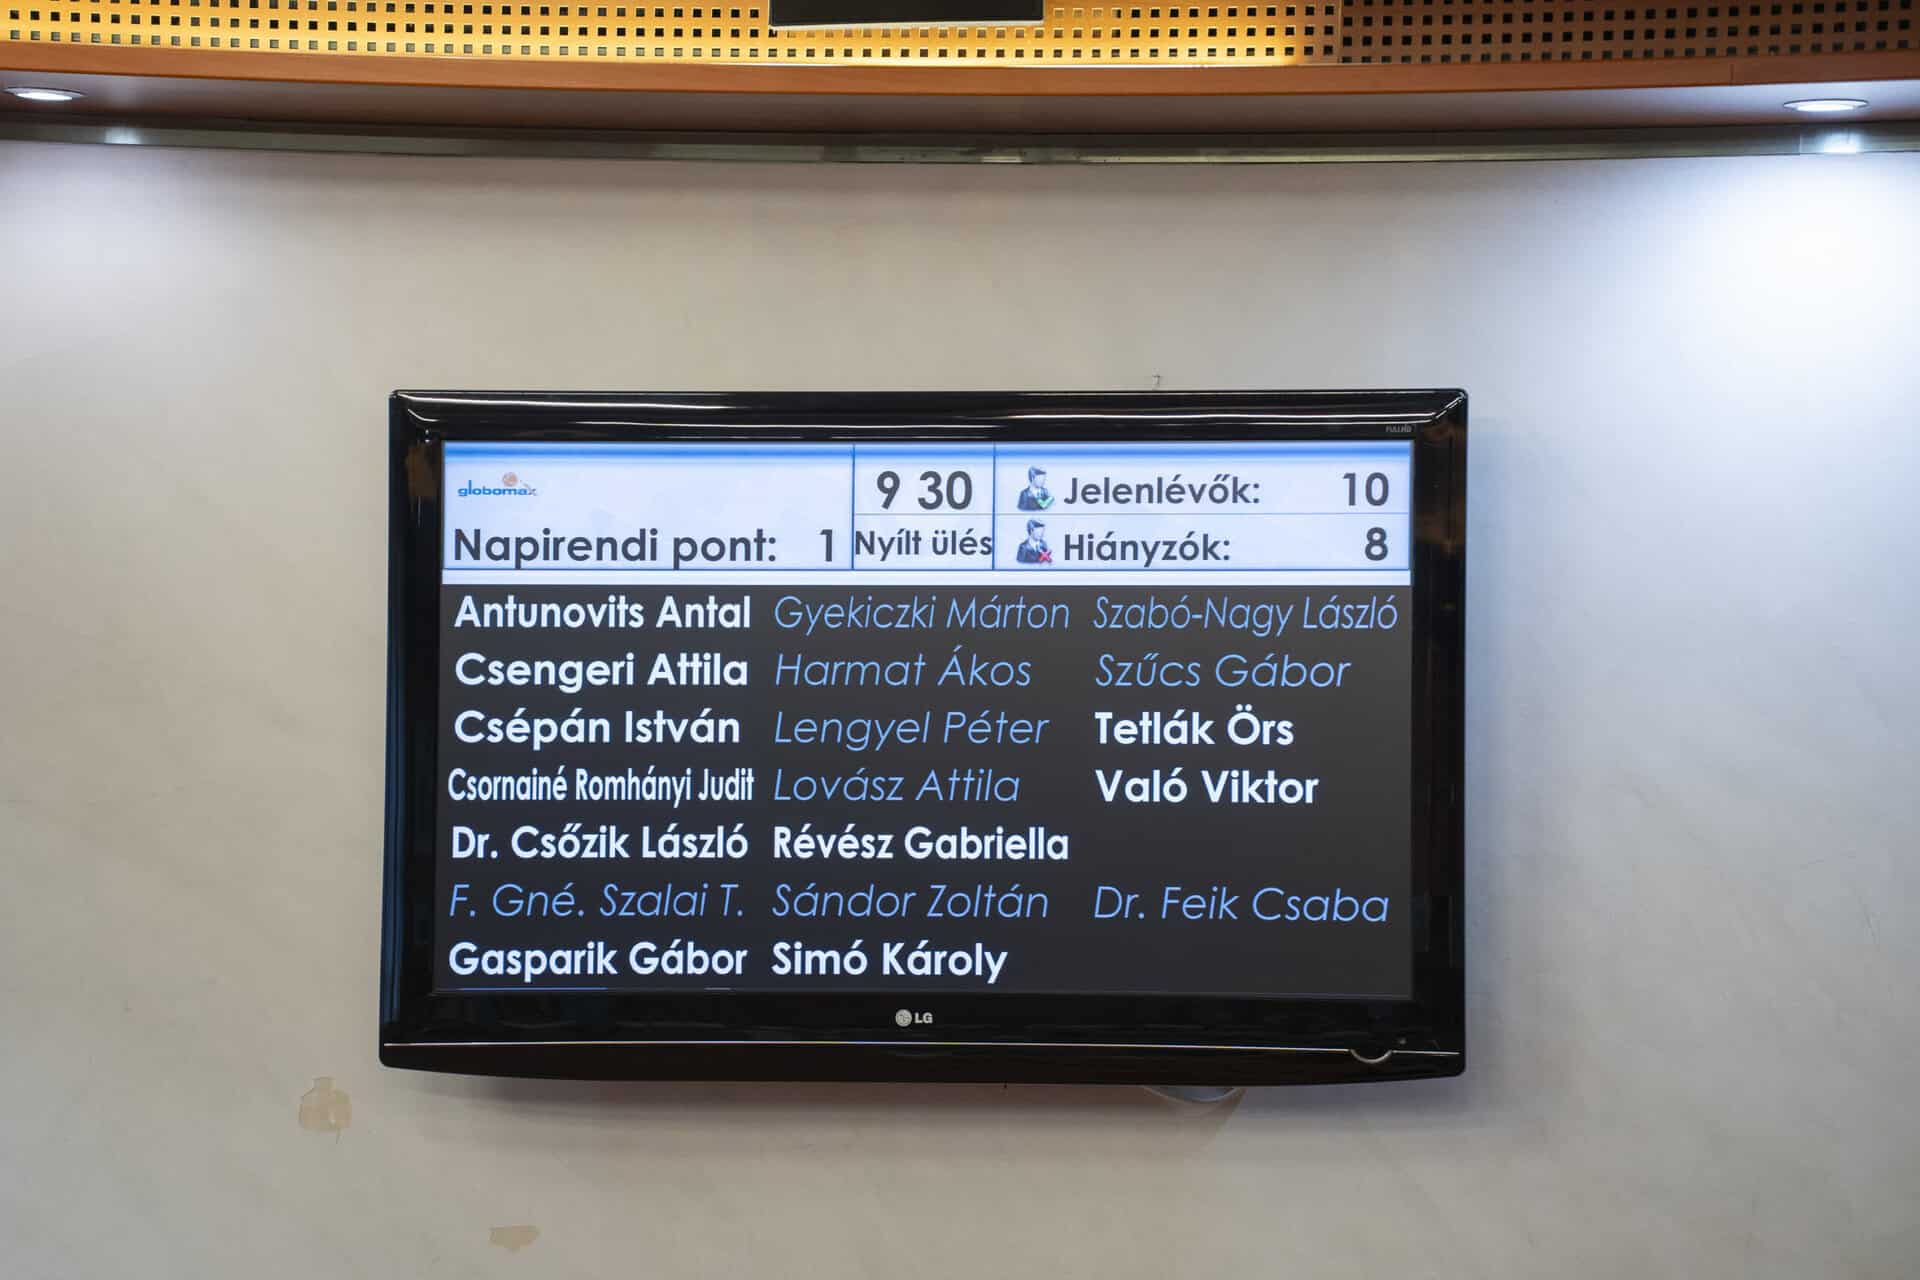 FULL HD
globomax
9 30
Jelenlévők: 10
Napirendi pont: 1
Nyílt ülés
Hiányzók: 8
Antunovits Antal Gyekiczki Márton Szabó-Nagy László
Csengeri Attila Harmat Ákos Szűcs Gábor
Csépán István Lengyel Péter Tetlák Örs
Csornainé Romhányi Judit Lovász Attila Való Viktor
Dr. Csőzik László Révész Gabriella
F. Gné. Szalai T. Sándor Zoltán Dr. Feik Csaba
Gasparik Gábor Simó Károly
LG